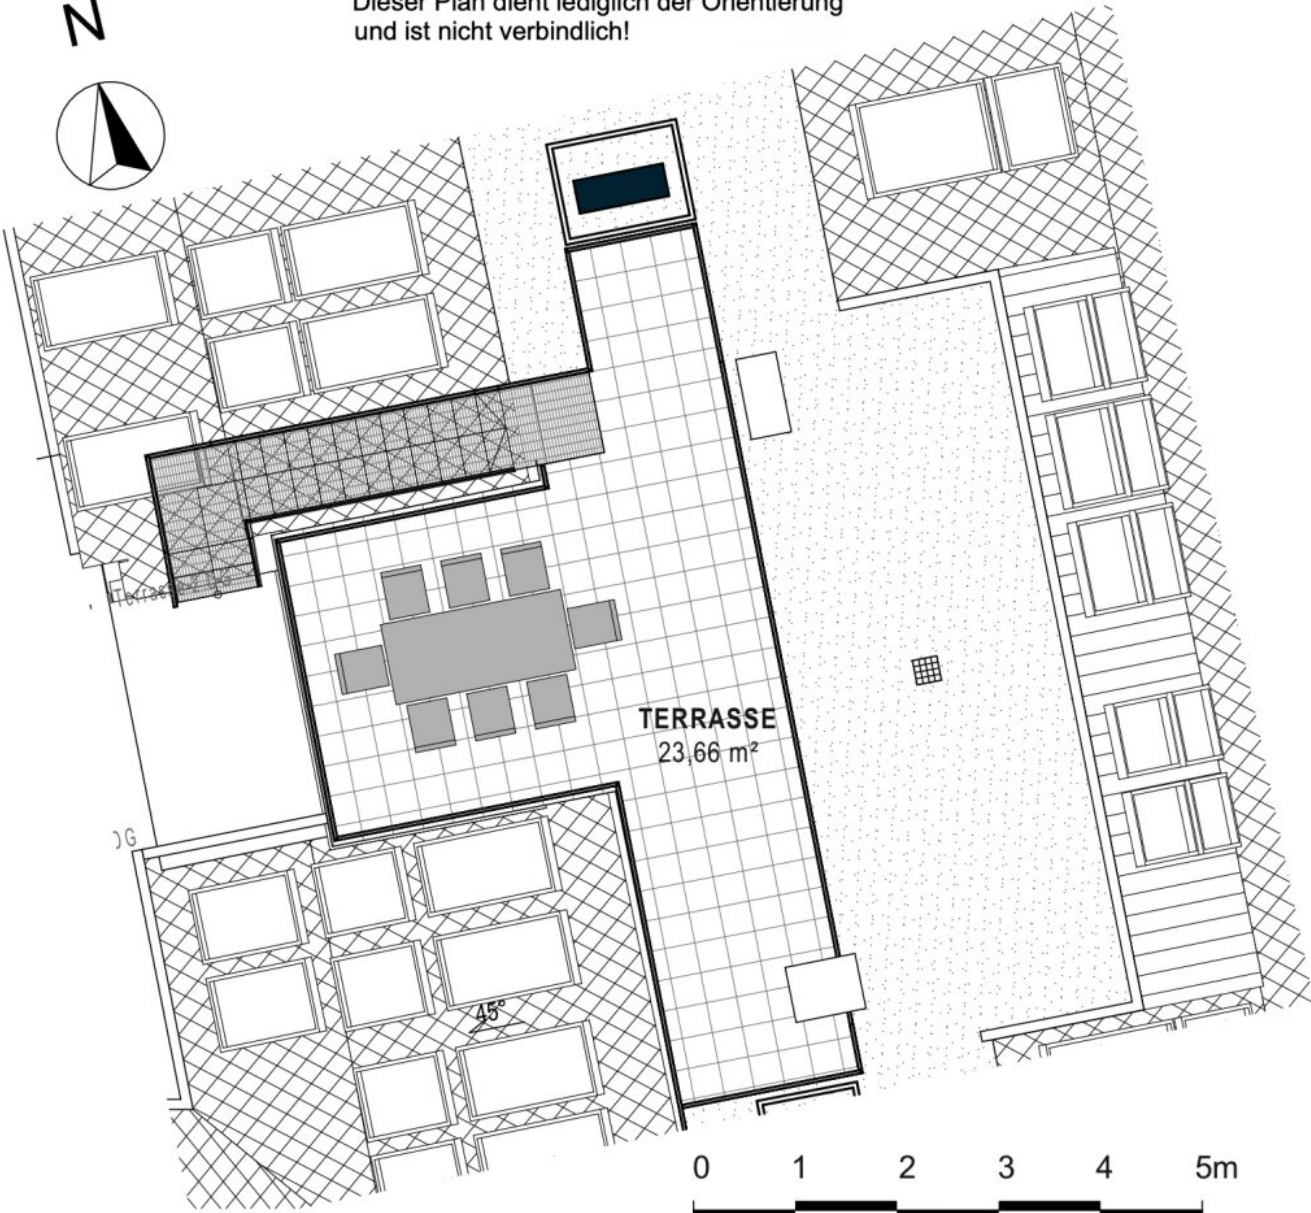 Dieser Plan dient lediglich der Orientierung
und ist nicht verbindlich!
N
TERRASSE
23,66 m²
45°
0 1 2 3 4 5m